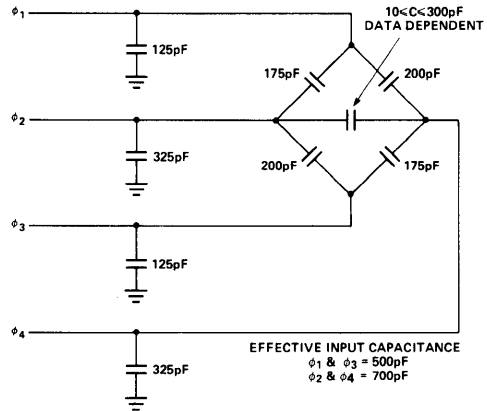 ϕ1
10≤C≤300pF
DATA DEPENDENT
125pF
175pF
200pF
ϕ2
325pF
200pF
175pF
ϕ3
125pF
ϕ4
EFFECTIVE INPUT CAPACITANCE
ϕ1 & ϕ3 = 500pF
ϕ2 & ϕ4 = 700pF
325pF